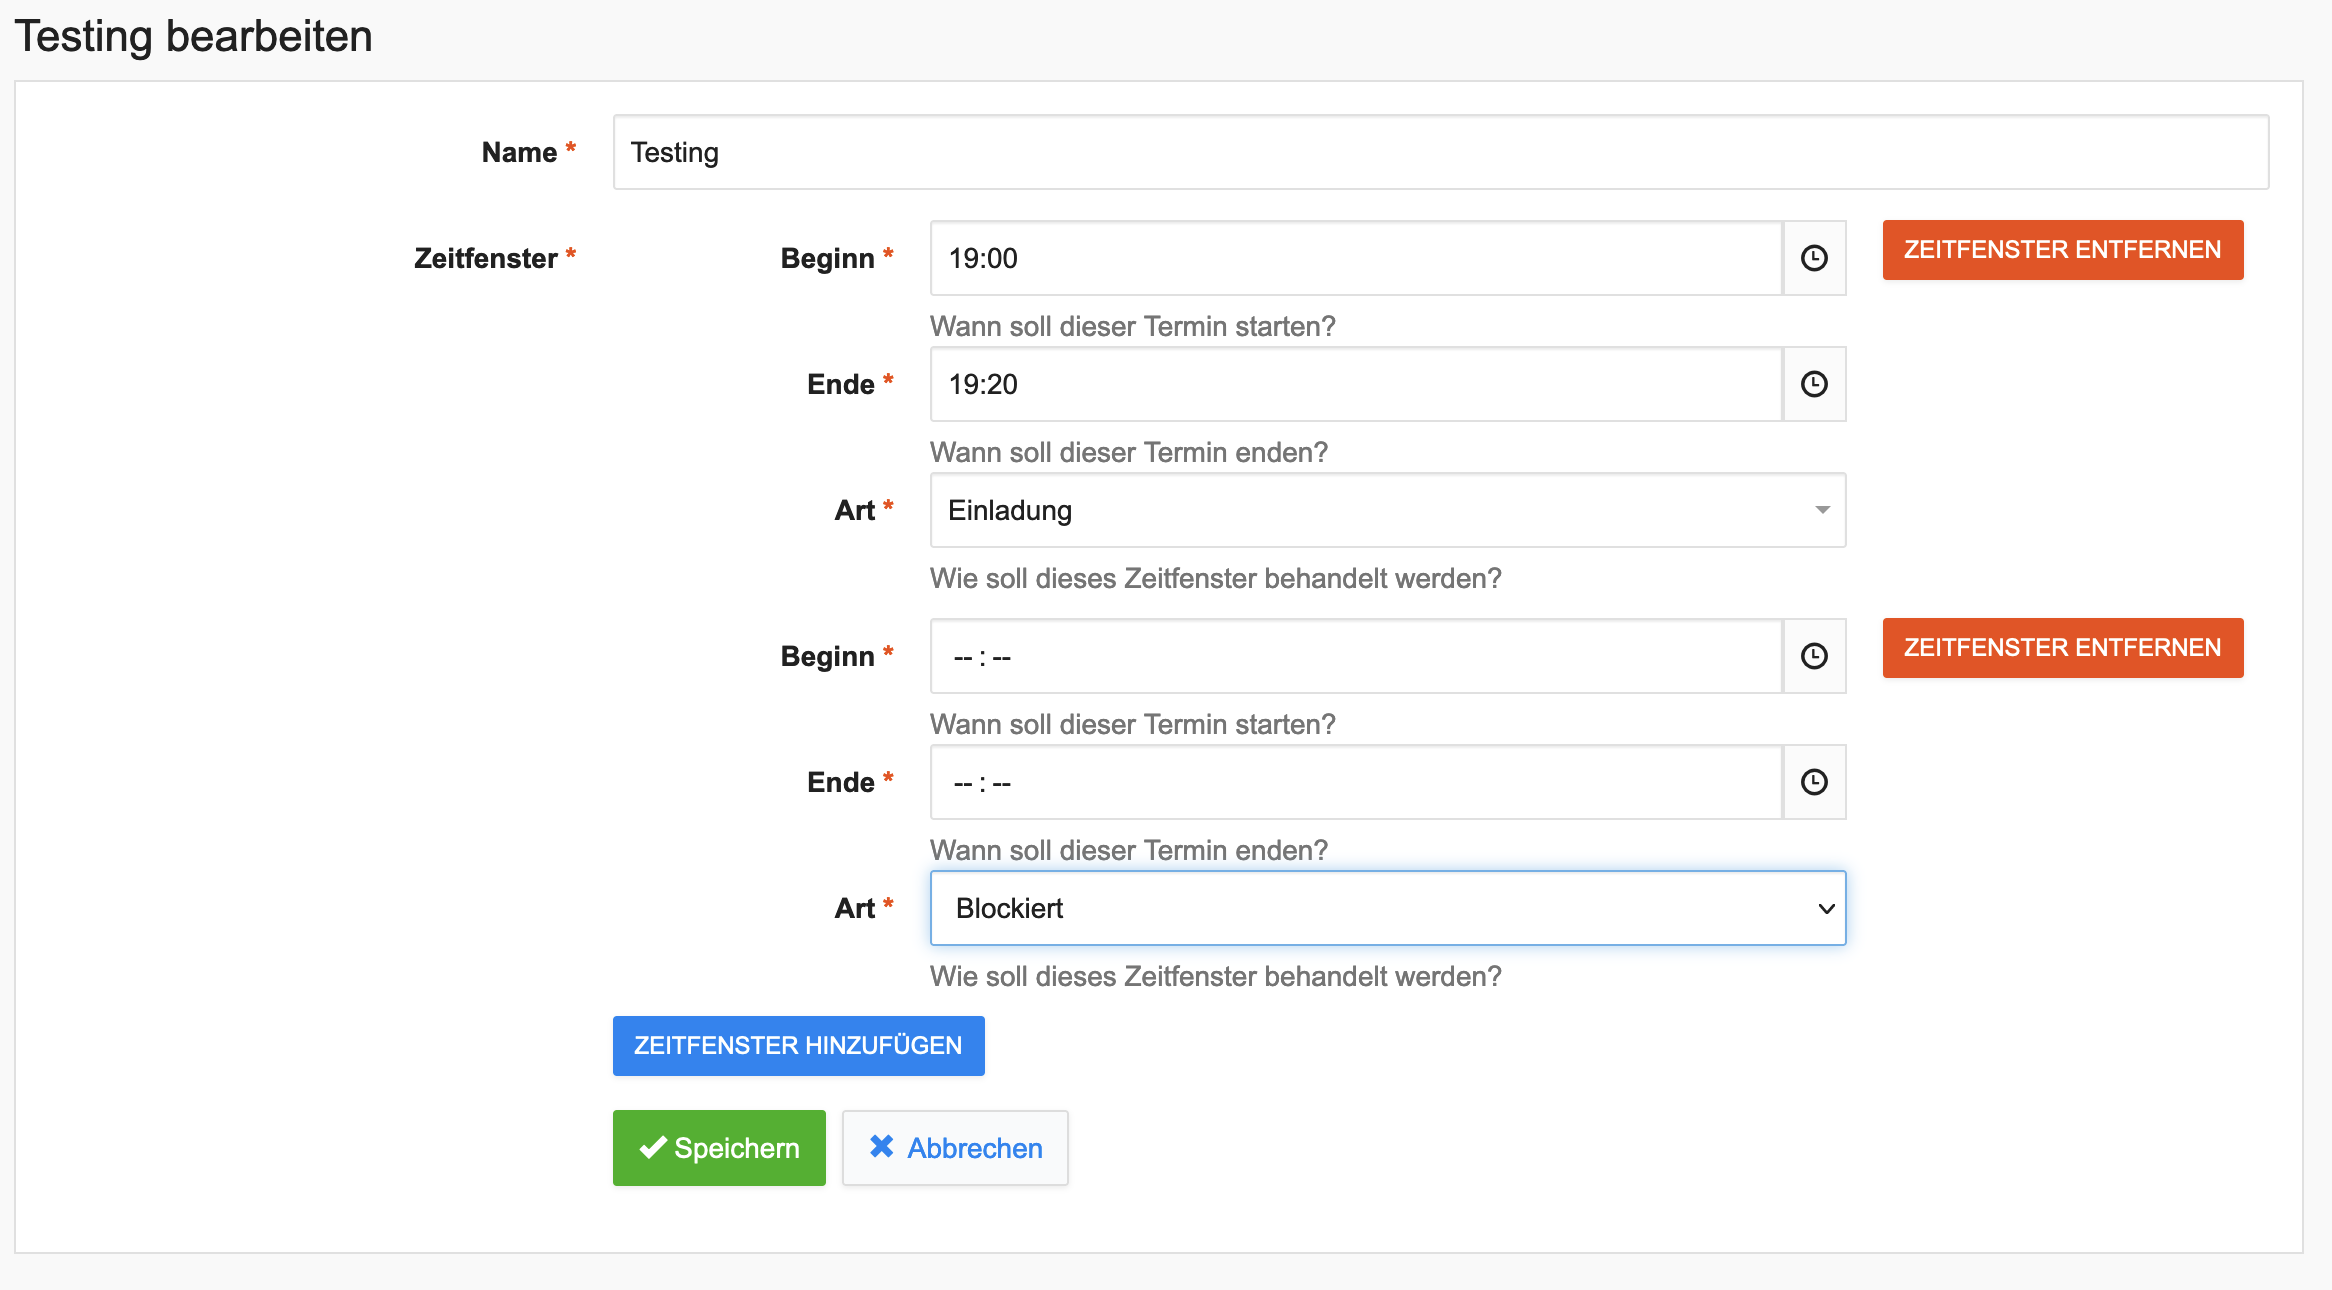 Testing bearbeiten
Name *
Testing
Zeitfenster *
Beginn *
19:00
ZEITFENSTER ENTFERNEN
Wann soll dieser Termin starten?
Ende *
19:20
Wann soll dieser Termin enden?
Art *
Einladung
Wie soll dieses Zeitfenster behandelt werden?
Beginn *
-- : --
ZEITFENSTER ENTFERNEN
Wann soll dieser Termin starten?
Ende *
-- : --
Wann soll dieser Termin enden?
Art *
Blockiert
Wie soll dieses Zeitfenster behandelt werden?
ZEITFENSTER HINZUFÜGEN
Speichern
Abbrechen